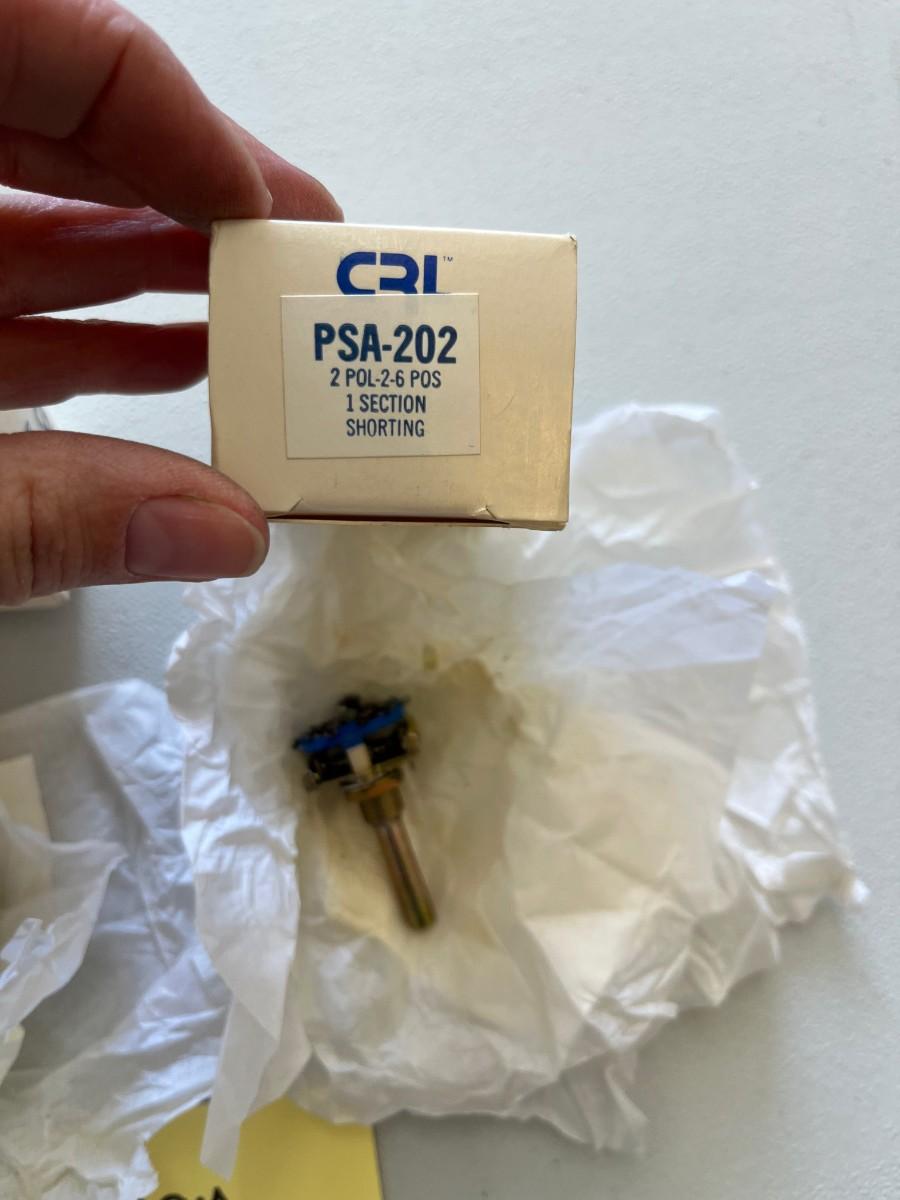 CRL™
PSA-202
2 POL-2-6 POS
1 SECTION
SHORTING